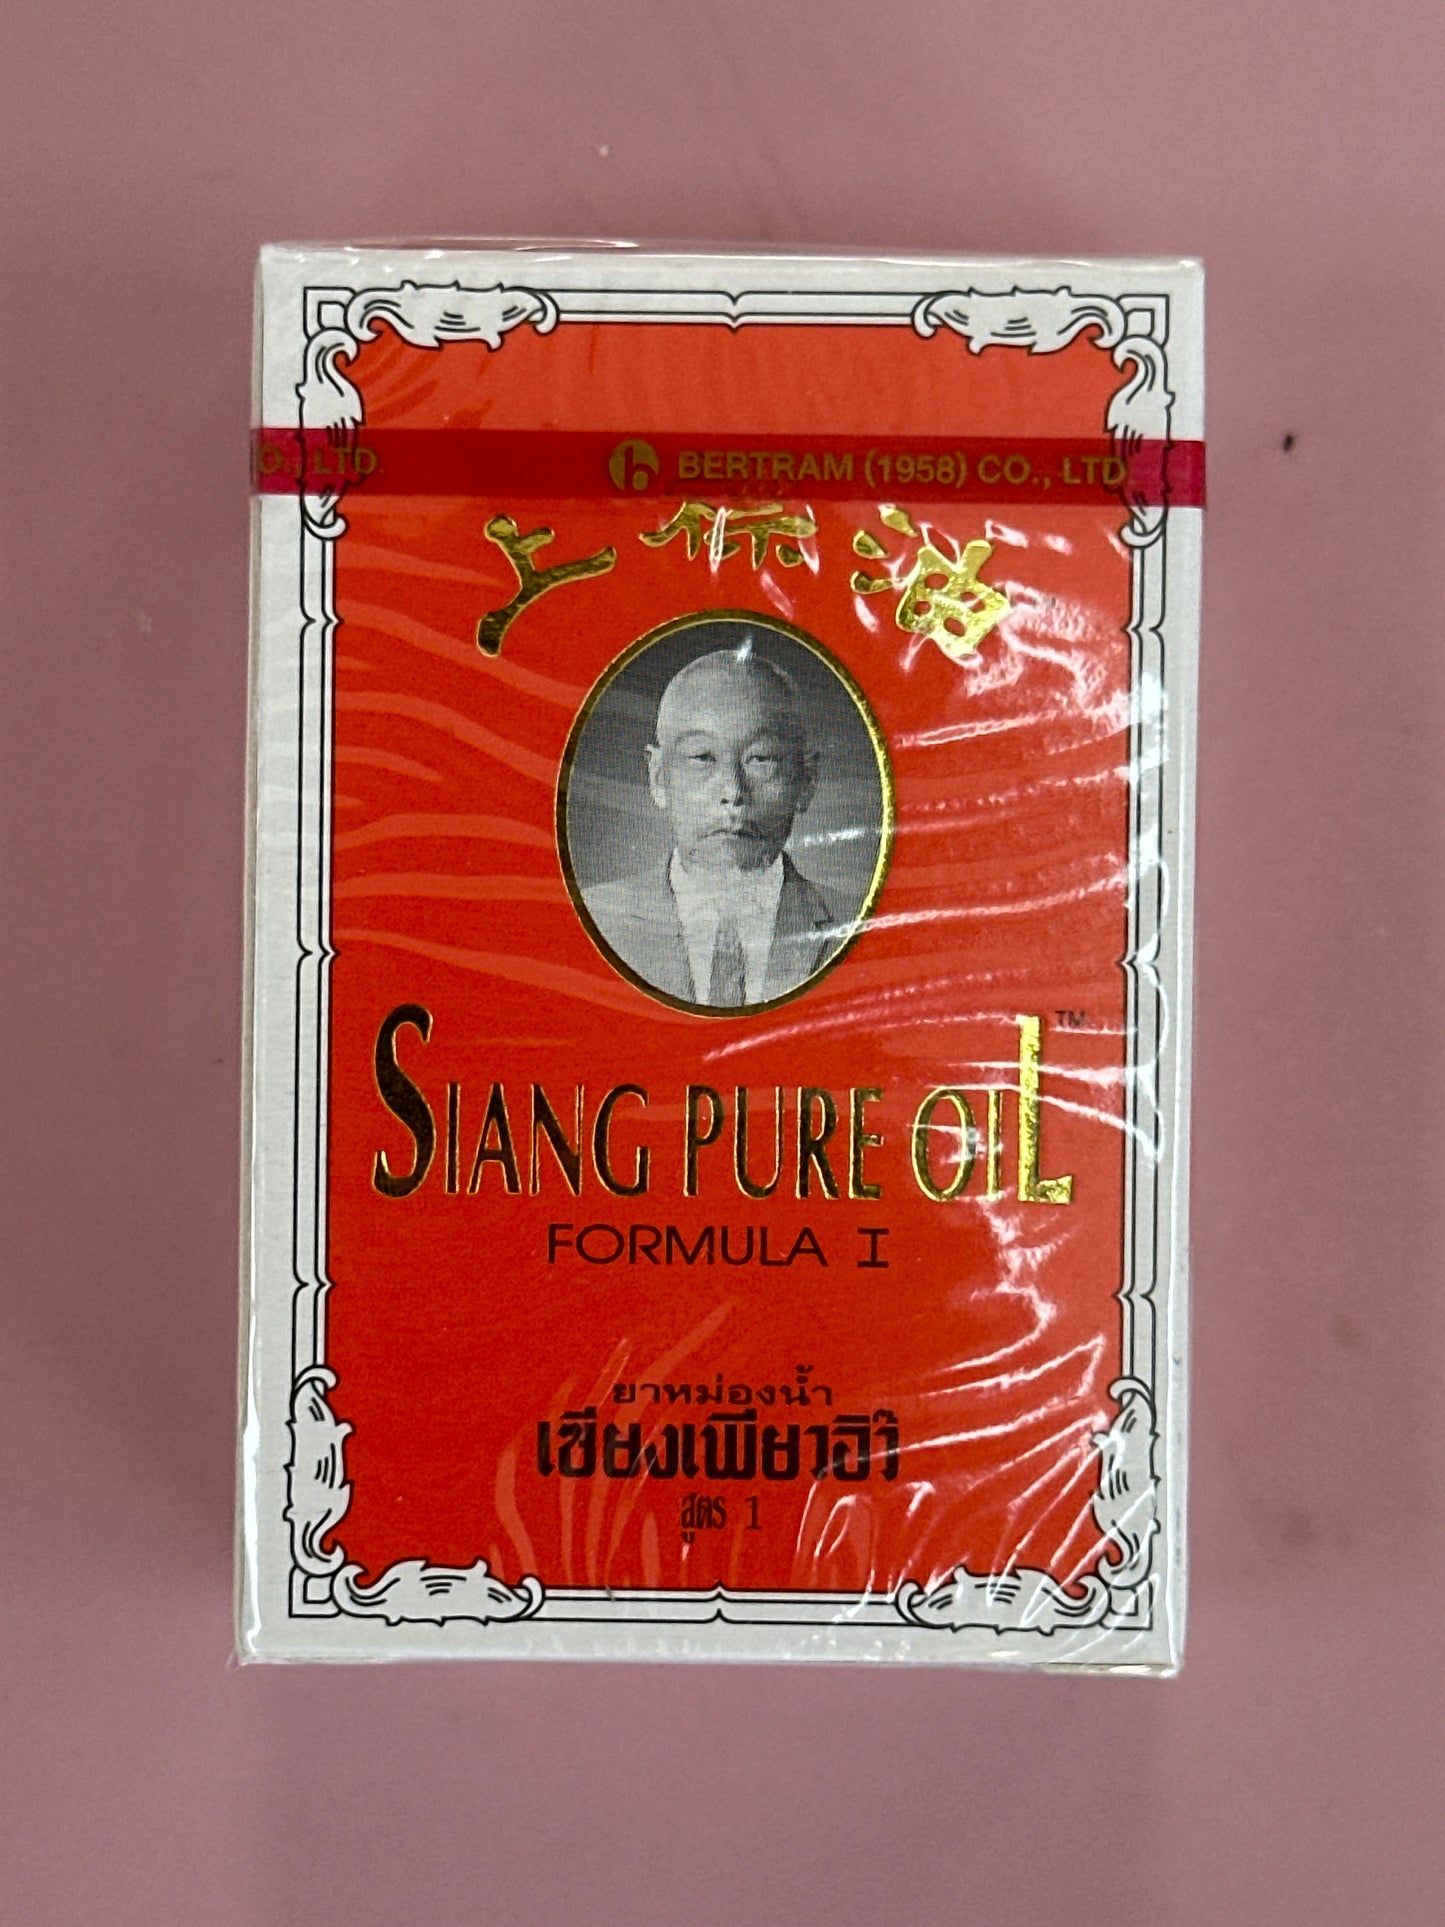 O., LTD.
b BERTRAM (1958) CO., LTD
上標油
SIANG PURE OIL™
FORMULA I
ยาหม่องน้ำ
เซียงเพียวอิ๊ว
สูตร 1